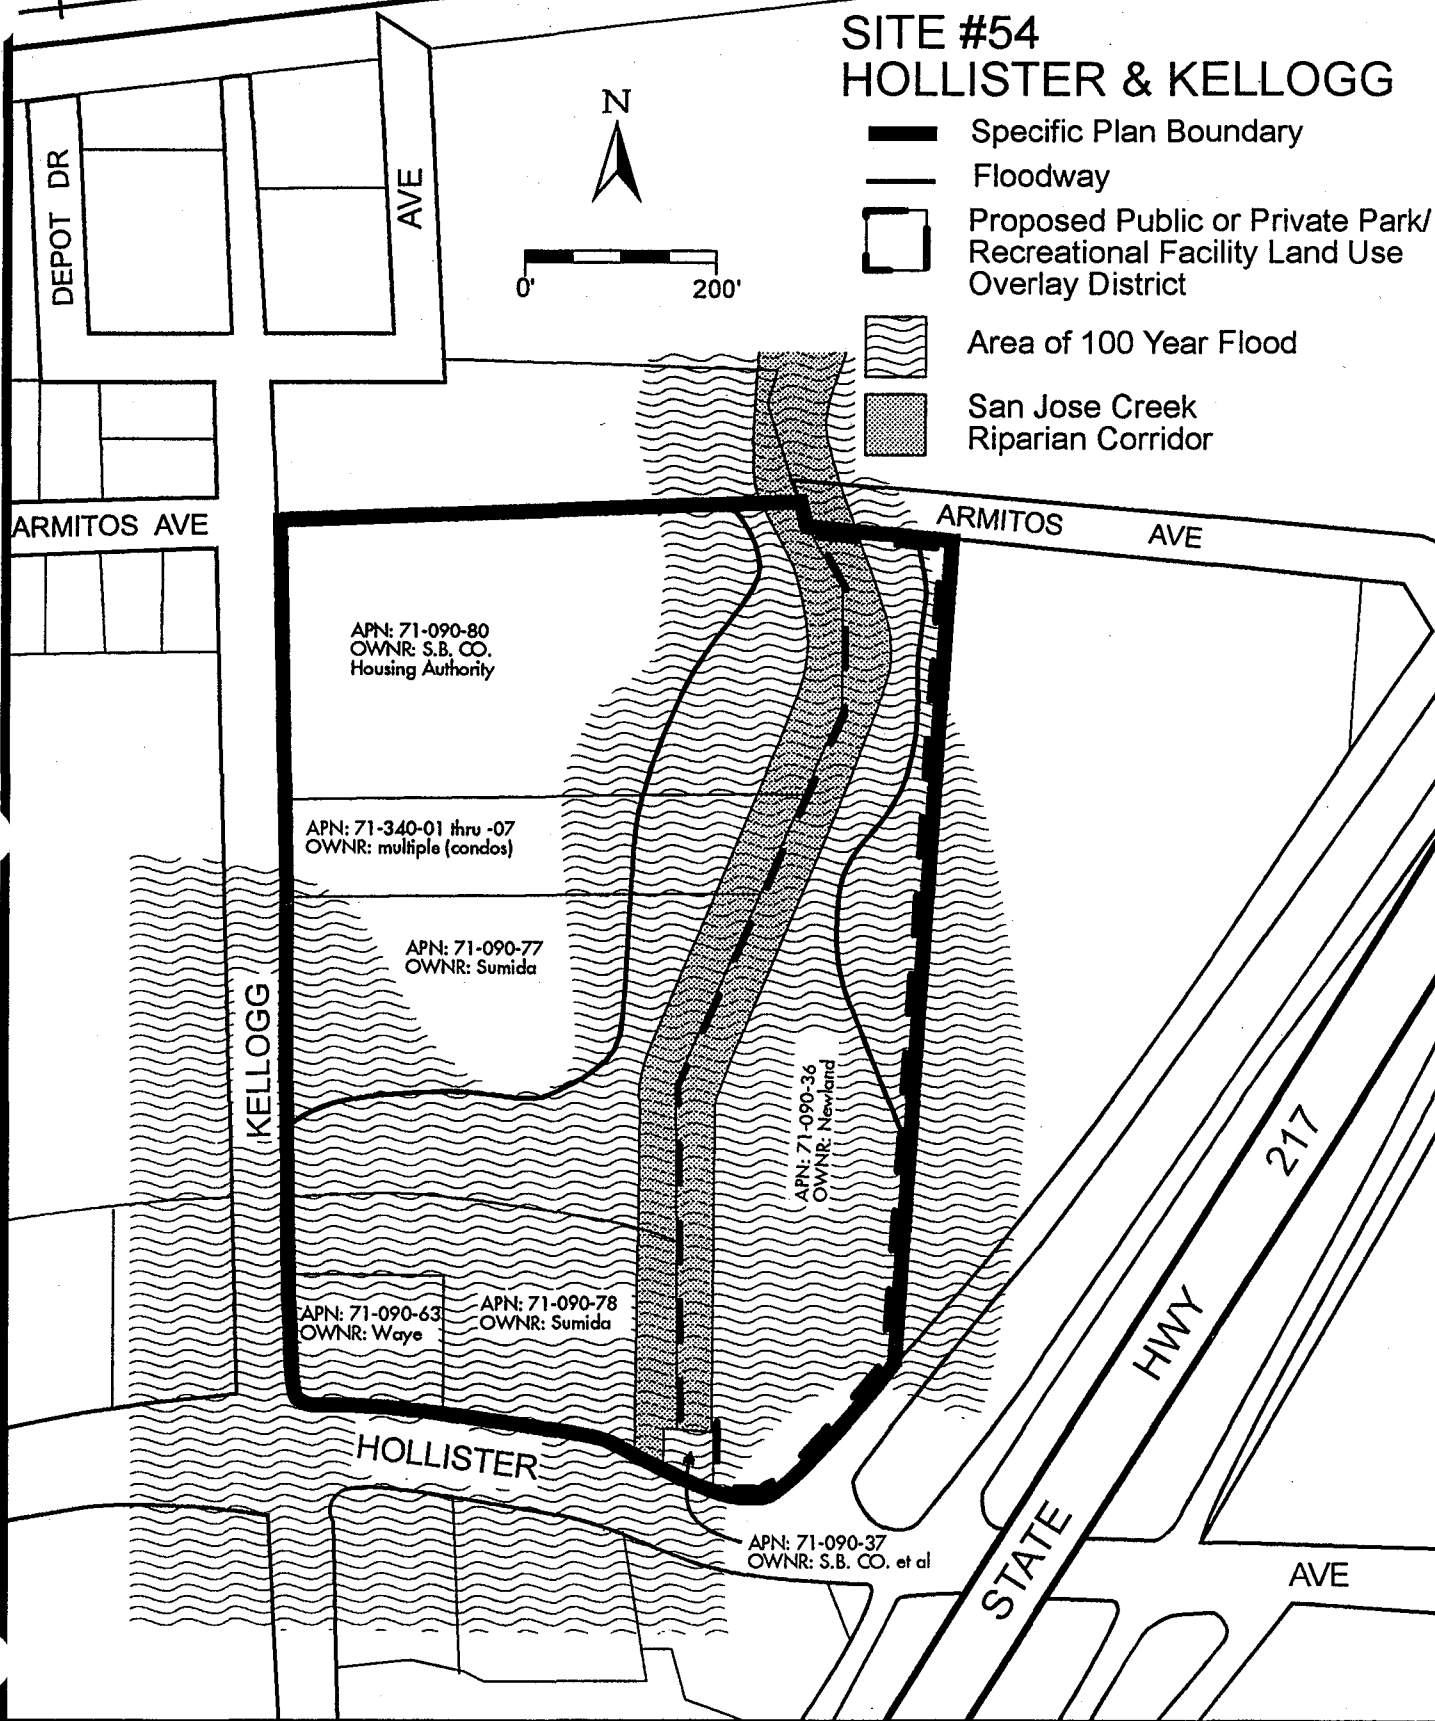 SITE #54
HOLLISTER & KELLOGG
Specific Plan Boundary
Floodway
Proposed Public or Private Park/
Recreational Facility Land Use
Overlay District
Area of 100 Year Flood
San Jose Creek
Riparian Corridor
N
0' 200'
DEPOT DR
AVE
ARMITOS AVE
ARMITOS AVE
APN: 71-090-80
OWNR: S.B. CO.
Housing Authority
APN: 71-340-01 thru -07
OWNR: multiple (condos)
APN: 71-090-77
OWNR: Sumida
KELLOGG
APN: 71-090-36
OWNR: Newland
APN: 71-090-63
OWNR: Waye
APN: 71-090-78
OWNR: Sumida
HOLLISTER
APN: 71-090-37
OWNR: S.B. CO. et al
STATE HWY 217
AVE